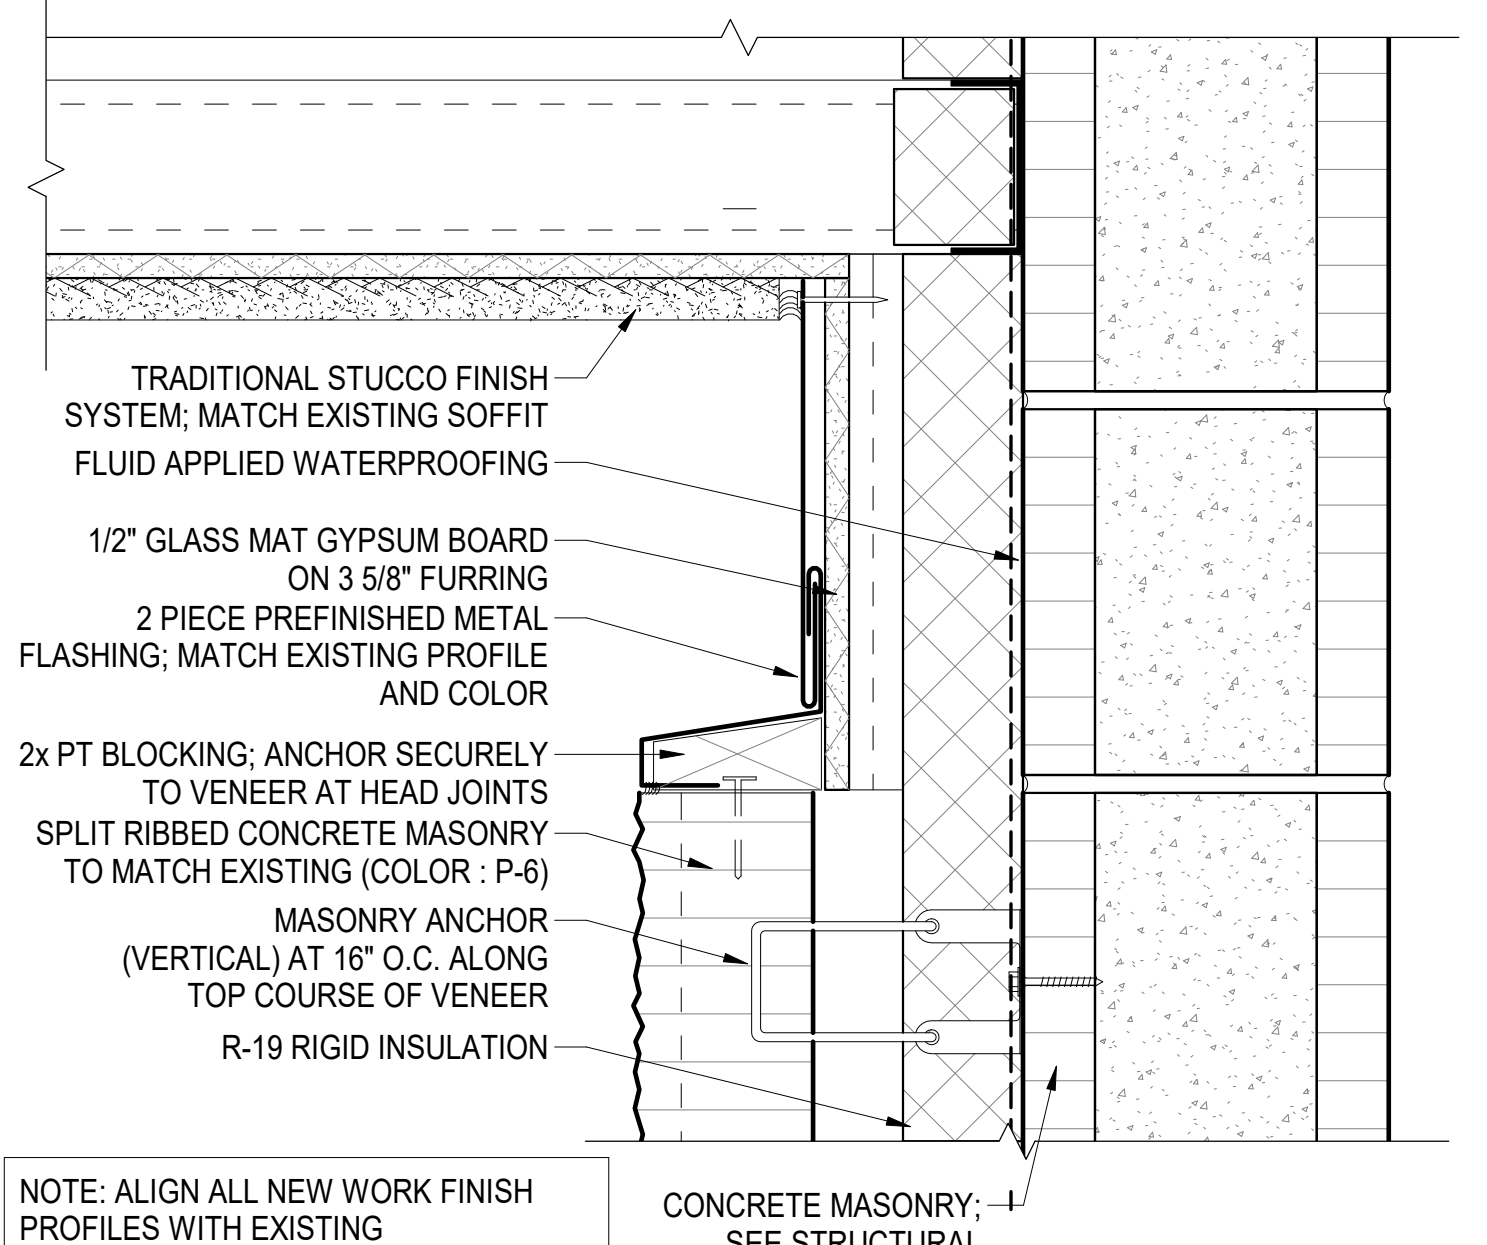 TRADITIONAL STUCCO FINISH
SYSTEM; MATCH EXISTING SOFFIT
FLUID APPLIED WATERPROOFING
1/2" GLASS MAT GYPSUM BOARD
ON 3 5/8" FURRING
2 PIECE PREFINISHED METAL
FLASHING; MATCH EXISTING PROFILE
AND COLOR
2x PT BLOCKING; ANCHOR SECURELY
TO VENEER AT HEAD JOINTS
SPLIT RIBBED CONCRETE MASONRY
TO MATCH EXISTING (COLOR : P-6)
MASONRY ANCHOR
(VERTICAL) AT 16" O.C. ALONG
TOP COURSE OF VENEER
R-19 RIGID INSULATION
NOTE: ALIGN ALL NEW WORK FINISH
PROFILES WITH EXISTING
CONCRETE MASONRY;
SEE STRUCTURAL